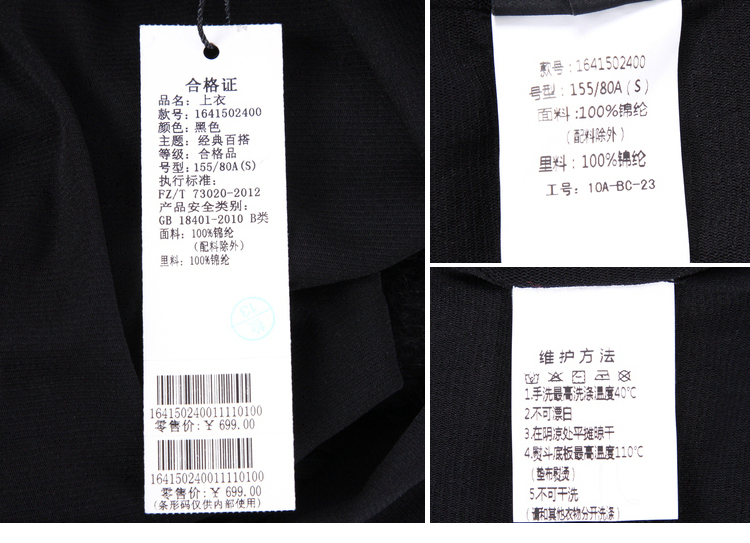 合格证
品名: 上衣
款号: 1641502400
颜色: 黑色
主题: 经典百搭
等级: 合格品
号型: 155/80A(S)
执行标准:
FZ/T 73020-2012
产品安全类别:
GB 18401-2010 B类
面料: 100%锦纶
(配料除外)
里料: 100%锦纶
164150240011110100
零售价: ¥ 699.00
164150240011110100
零售价: ¥ 699.00
(条形码仅供内部使用)
款号: 1641502400
号型: 155/80A(S)
面料: 100%锦纶
(配料除外)
里料: 100%锦纶
工号: 10A-BC-23
维护方法
1.手洗最高洗涤温度40℃
2.不可漂白
3.在阴凉处平摊晾干
4.熨斗底板最高温度110℃
(垫布熨烫)
5.不可干洗
(请和其他衣物分开洗涤)